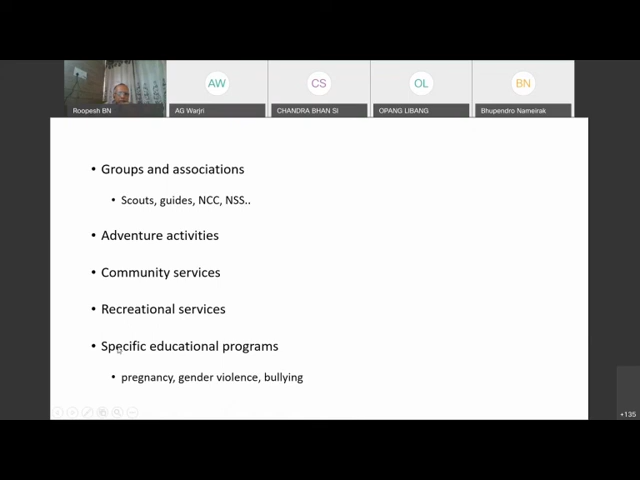 AW
CS
OL
BN
Roopesh BN
AG Warjri
CHANDRA BHAN SI
OPANG LIBANG
Bhupendro Nameirak
• Groups and associations
• Scouts, guides, NCC, NSS..
• Adventure activities
• Community services
• Recreational services
• Specific educational programs
• pregnancy, gender violence, bullying
+135